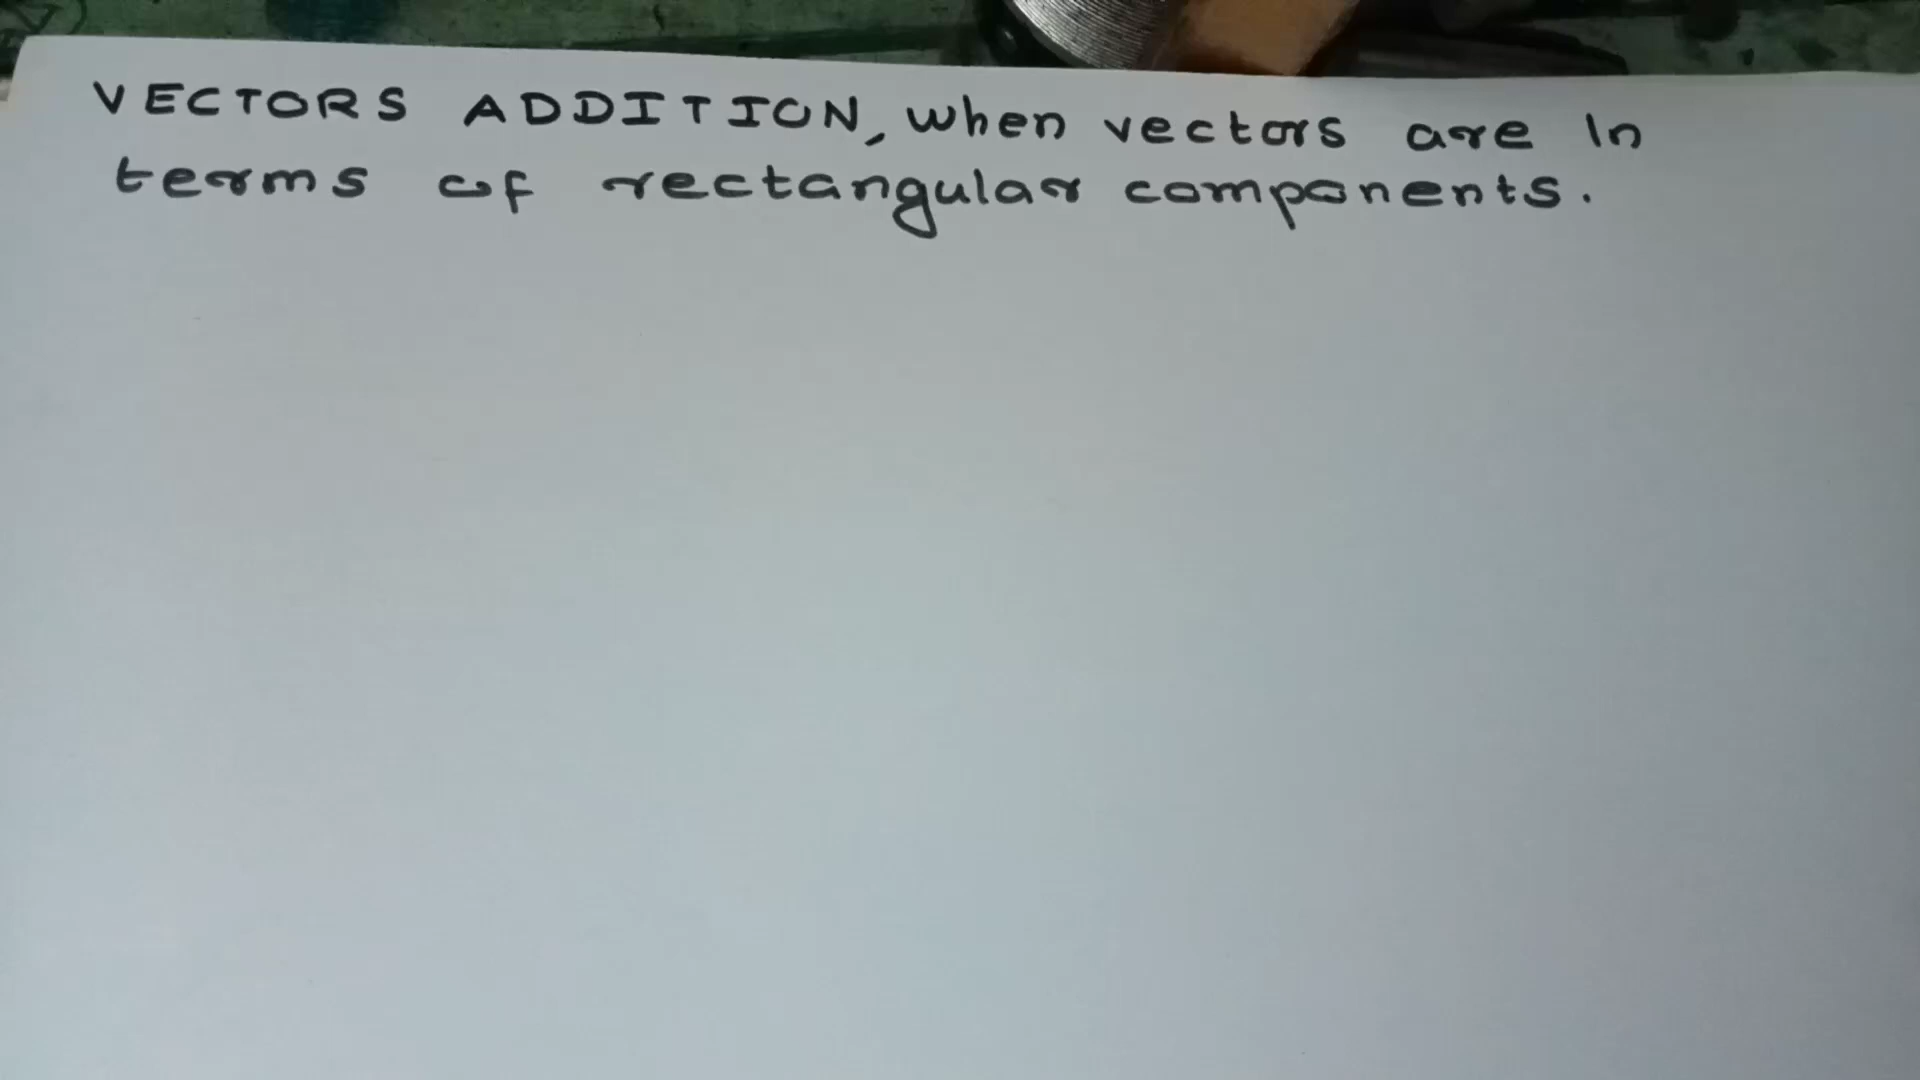 VECTORS ADDITION, when vectors are In
terms of rectangular components.